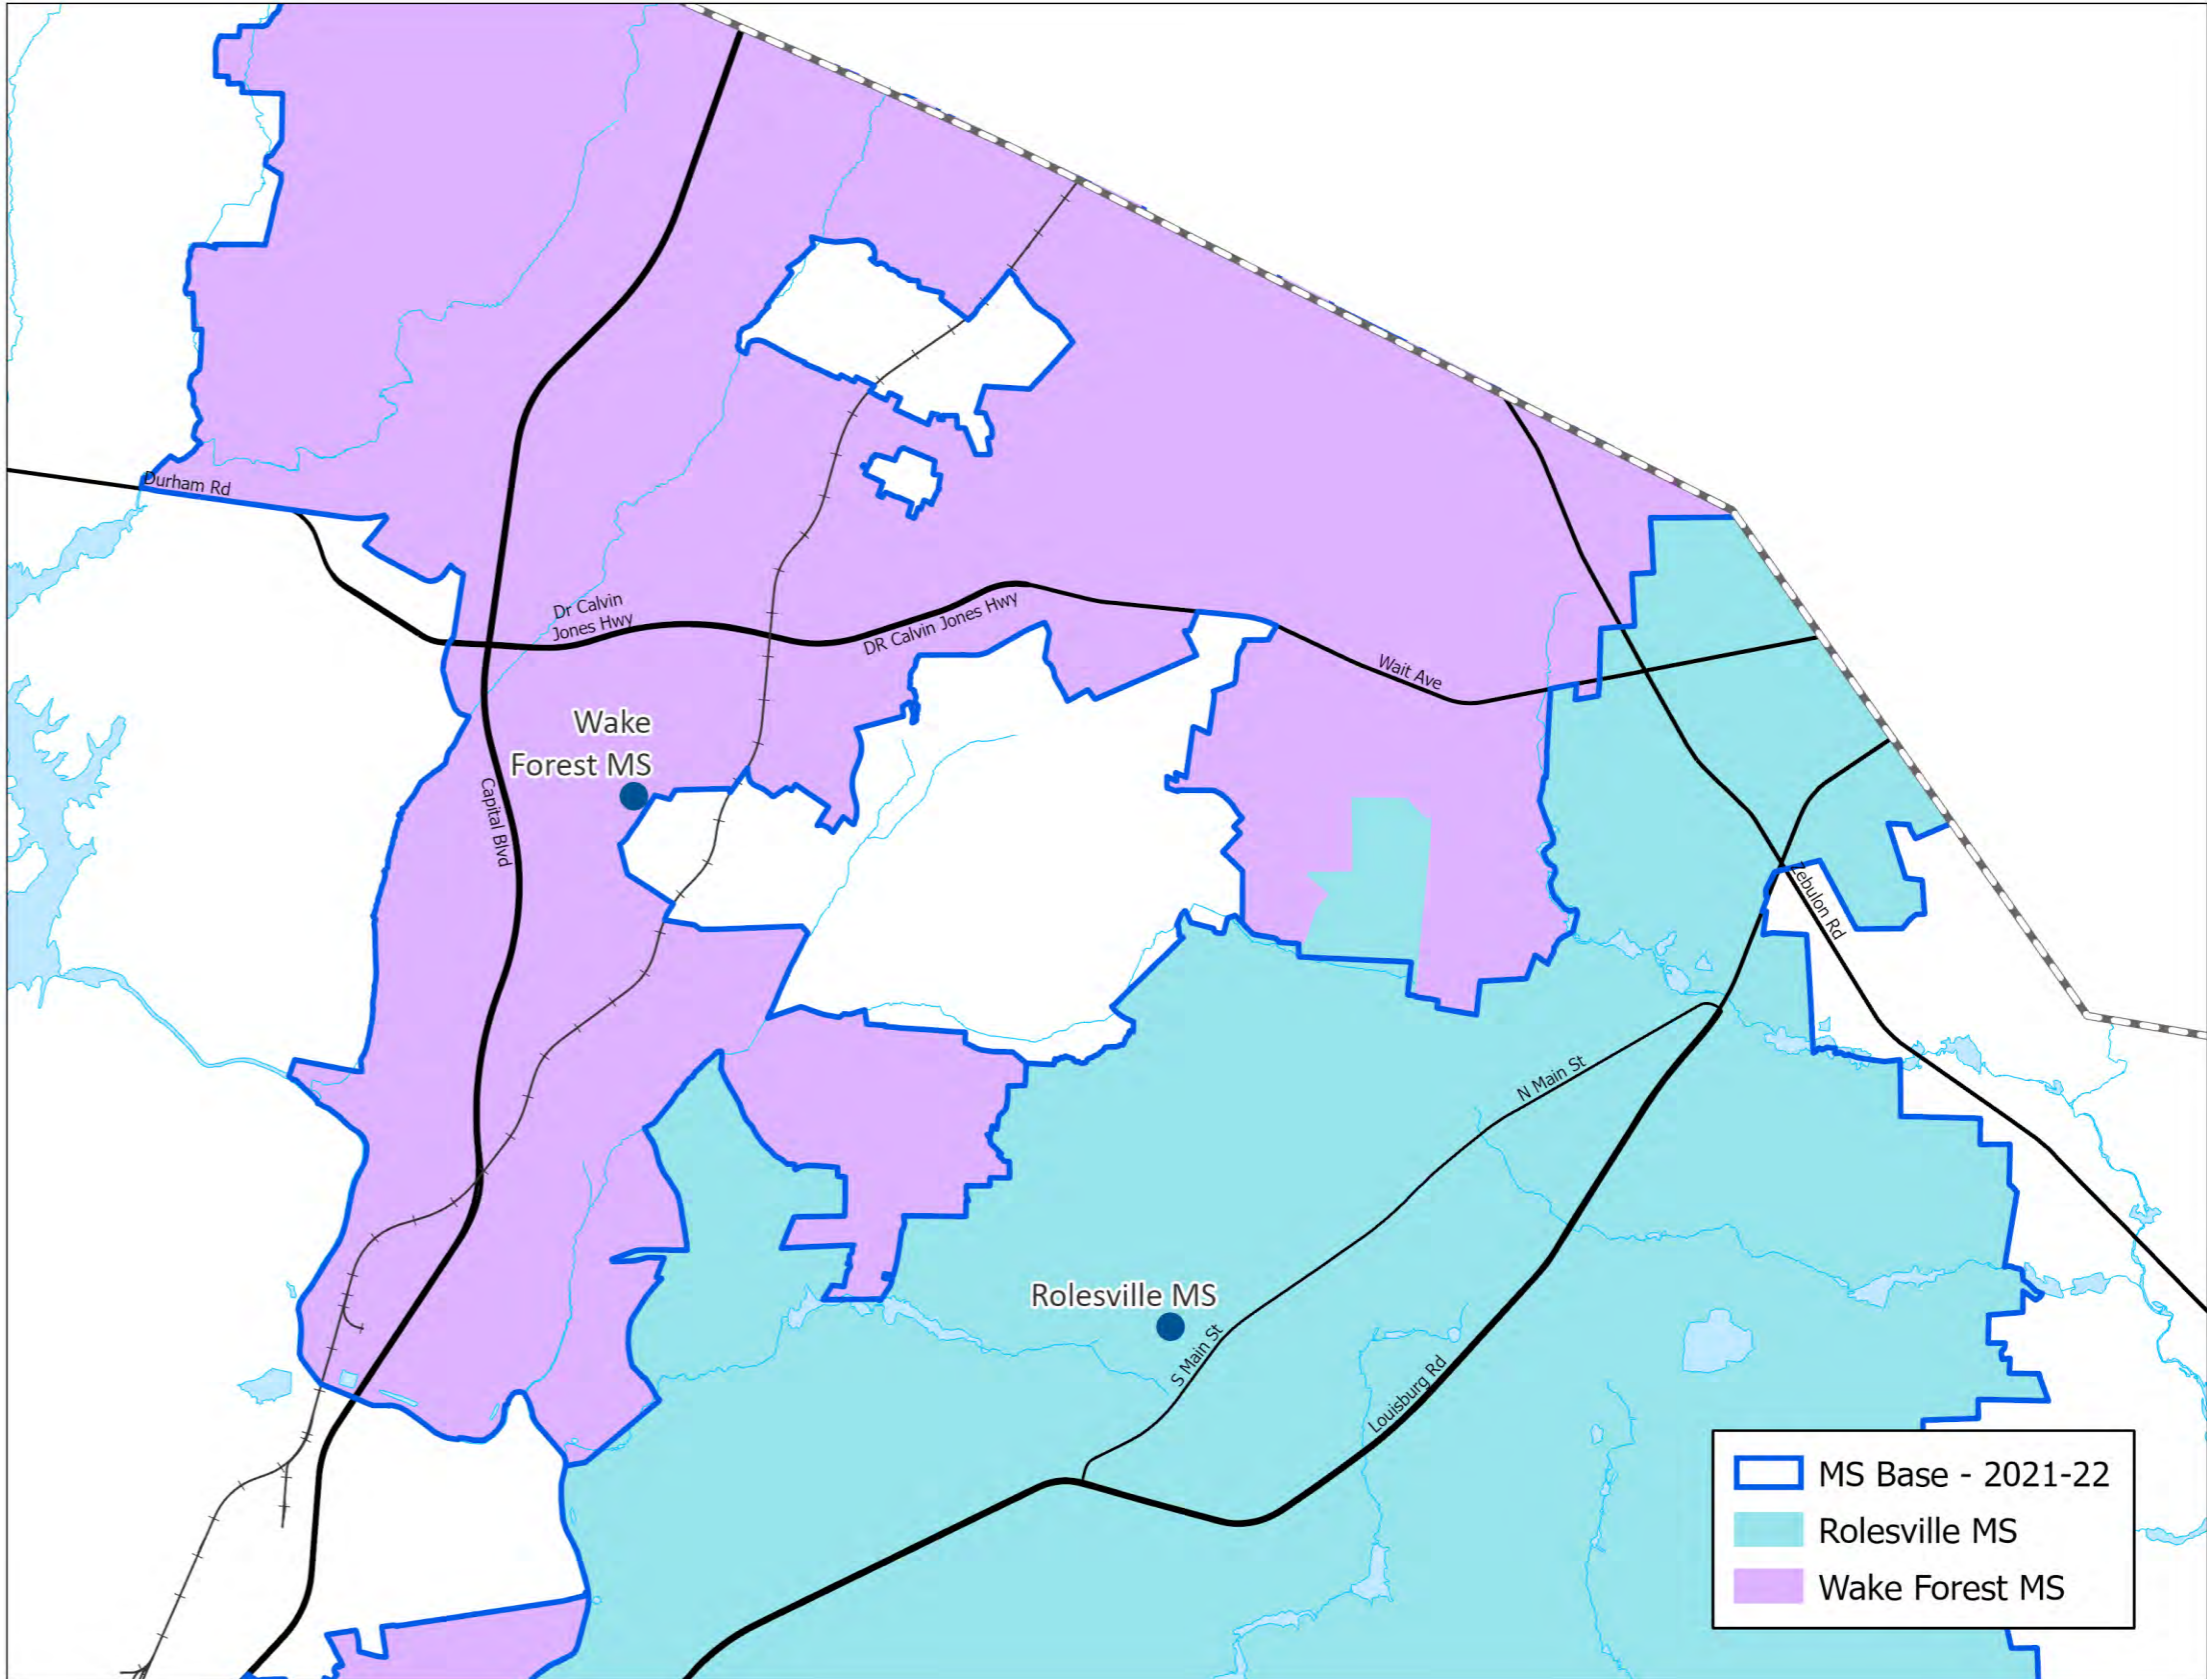 Durham Rd
Dr Calvin
Jones Hwy
DR Calvin Jones Hwy
Wait Ave
Wake
Forest MS
Capital Blvd
Zebulon Rd
N Main St
Rolesville MS
S Main St
Louisburg Rd
MS Base - 2021-22
Rolesville MS
Wake Forest MS